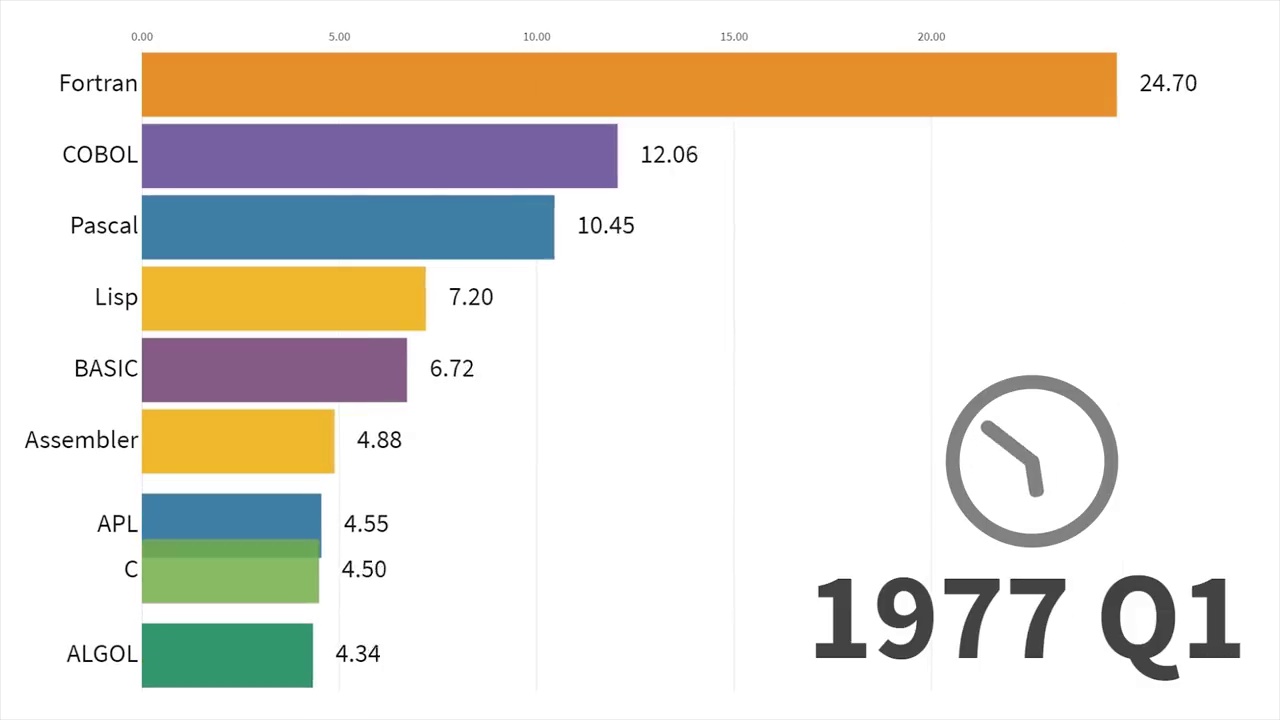 0.00 5.00 10.00 15.00 20.00
Fortran 24.70
COBOL 12.06
Pascal 10.45
Lisp 7.20
BASIC 6.72
Assembler 4.88
APL 4.55
C 4.50
ALGOL 4.34
1977 Q1